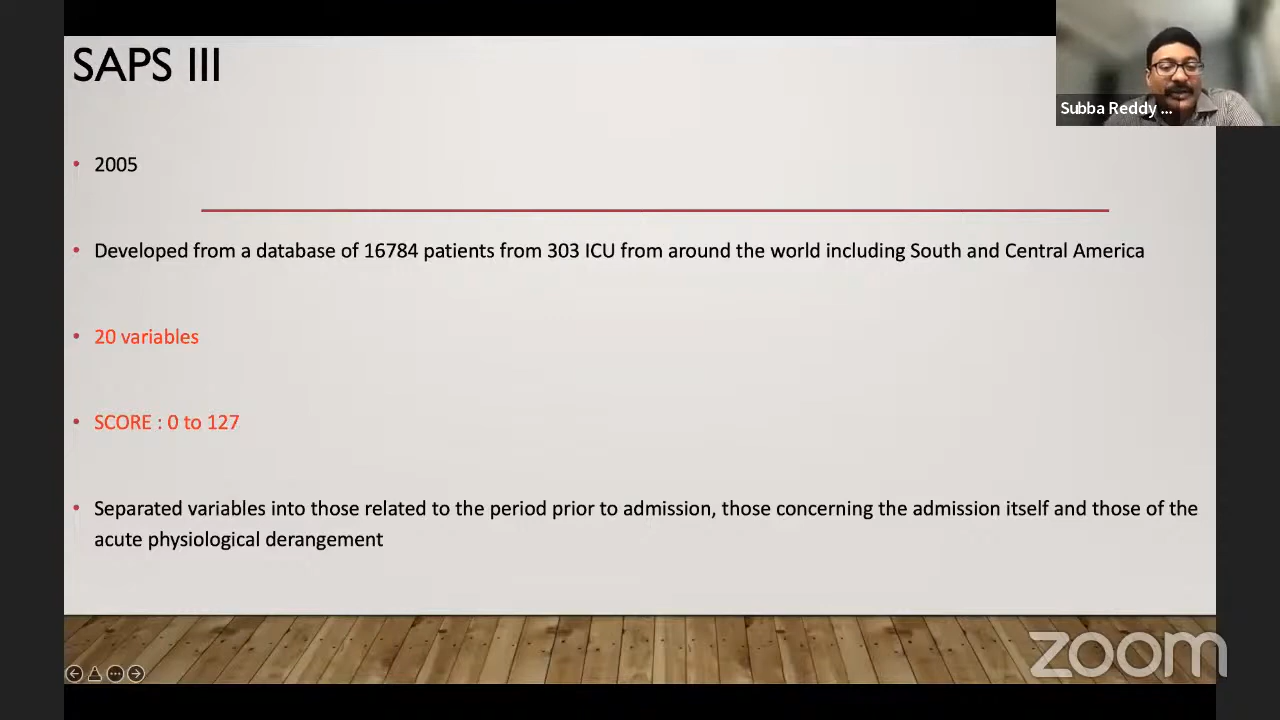 SAPS III
Subba Reddy ...
• 2005
• Developed from a database of 16784 patients from 303 ICU from around the world including South and Central America
• 20 variables
• SCORE : 0 to 127
• Separated variables into those related to the period prior to admission, those concerning the admission itself and those of the
acute physiological derangement
zoom